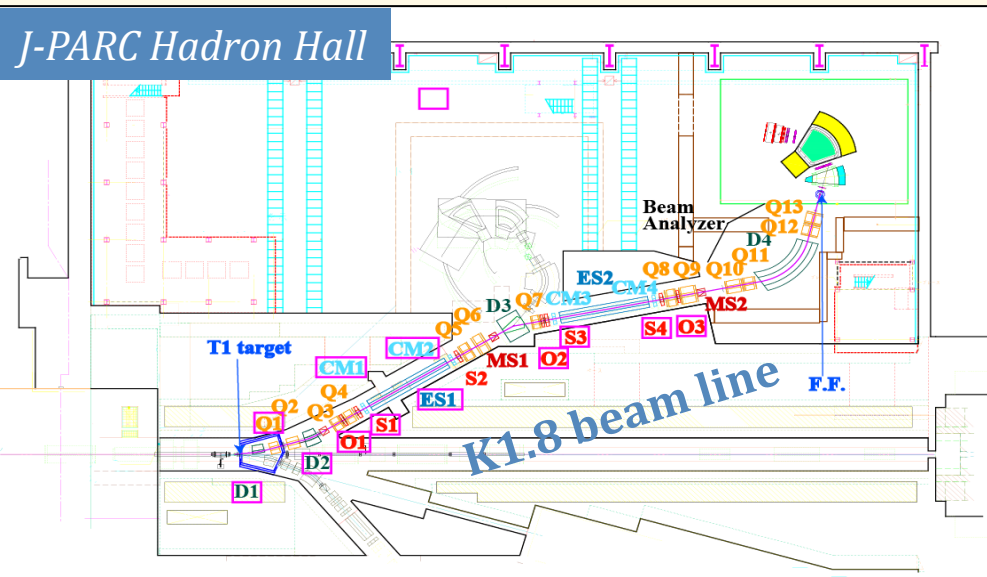 J-PARC Hadron Hall
Beam
Analyzer
Q13
Q12
D4
Q11
Q10
Q9
Q8
ES2
CM4
CM3
Q7
D3
MS2
O3
S4
S3
O2
MS1
Q6
Q5
S2
T1 target
CM2
CM1
ES1
F.F.
Q4
Q3
Q2
Q1
S1
O1
D2
D1
K1.8 beam line